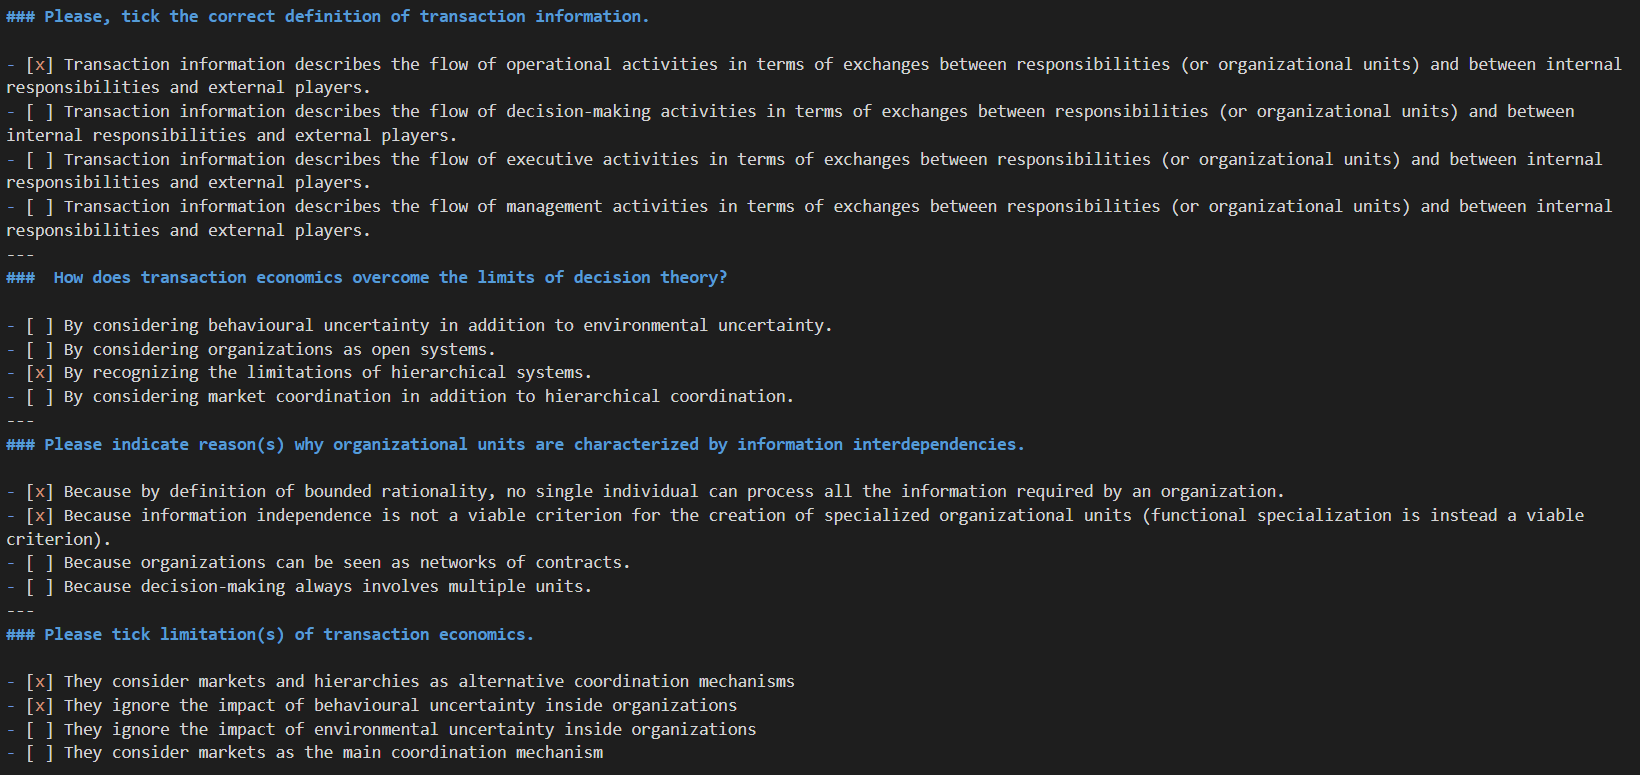 ### Please, tick the correct definition of transaction information.
- [x] Transaction information describes the flow of operational activities in terms of exchanges between responsibilities (or organizational units) and between internal
responsibilities and external players.
- [ ] Transaction information describes the flow of decision-making activities in terms of exchanges between responsibilities (or organizational units) and between
internal responsibilities and external players.
- [ ] Transaction information describes the flow of executive activities in terms of exchanges between responsibilities (or organizational units) and between internal
responsibilities and external players.
- [ ] Transaction information describes the flow of management activities in terms of exchanges between responsibilities (or organizational units) and between internal
responsibilities and external players.
---
###  How does transaction economics overcome the limits of decision theory?
- [ ] By considering behavioural uncertainty in addition to environmental uncertainty.
- [ ] By considering organizations as open systems.
- [x] By recognizing the limitations of hierarchical systems.
- [ ] By considering market coordination in addition to hierarchical coordination.
---
### Please indicate reason(s) why organizational units are characterized by information interdependencies.
- [x] Because by definition of bounded rationality, no single individual can process all the information required by an organization.
- [x] Because information independence is not a viable criterion for the creation of specialized organizational units (functional specialization is instead a viable
criterion).
- [ ] Because organizations can be seen as networks of contracts.
- [ ] Because decision-making always involves multiple units.
---
### Please tick limitation(s) of transaction economics.
- [x] They consider markets and hierarchies as alternative coordination mechanisms
- [x] They ignore the impact of behavioural uncertainty inside organizations
- [ ] They ignore the impact of environmental uncertainty inside organizations
- [ ] They consider markets as the main coordination mechanism